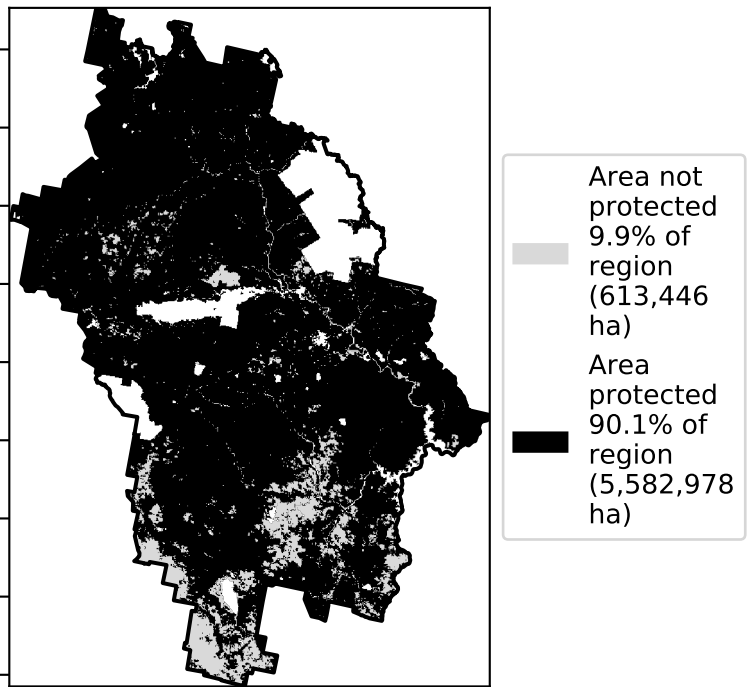 Area not
protected
9.9% of
region
(613,446
ha)
Area
protected
90.1% of
region
(5,582,978
ha)